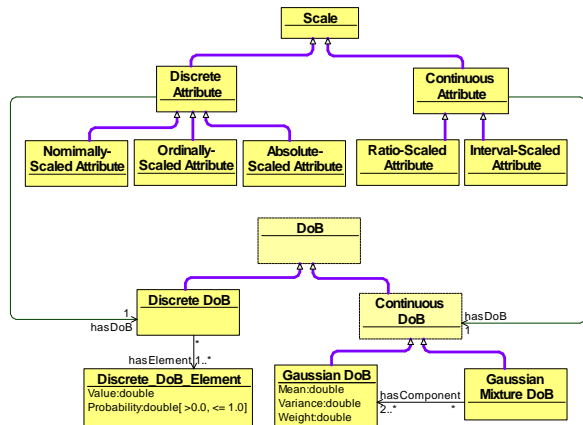 Scale
Discrete
Attribute
Continuous
Attribute
Nomimally-
Scaled Attribute
Ordinally-
Scaled Attribute
Absolute-
Scaled Attribute
Ratio-Scaled
Attribute
Interval-Scaled
Attribute
DoB
1
hasDoB
Discrete DoB
Continuous
DoB
hasDoB
1
*
hasElement
1..*
Discrete_DoB_Element
Value:double
Probability:double[ >0.0, <= 1.0]
Gaussian DoB
Mean:double
Variance:double
Weight:double
hasComponent
2..*
*
Gaussian
Mixture DoB